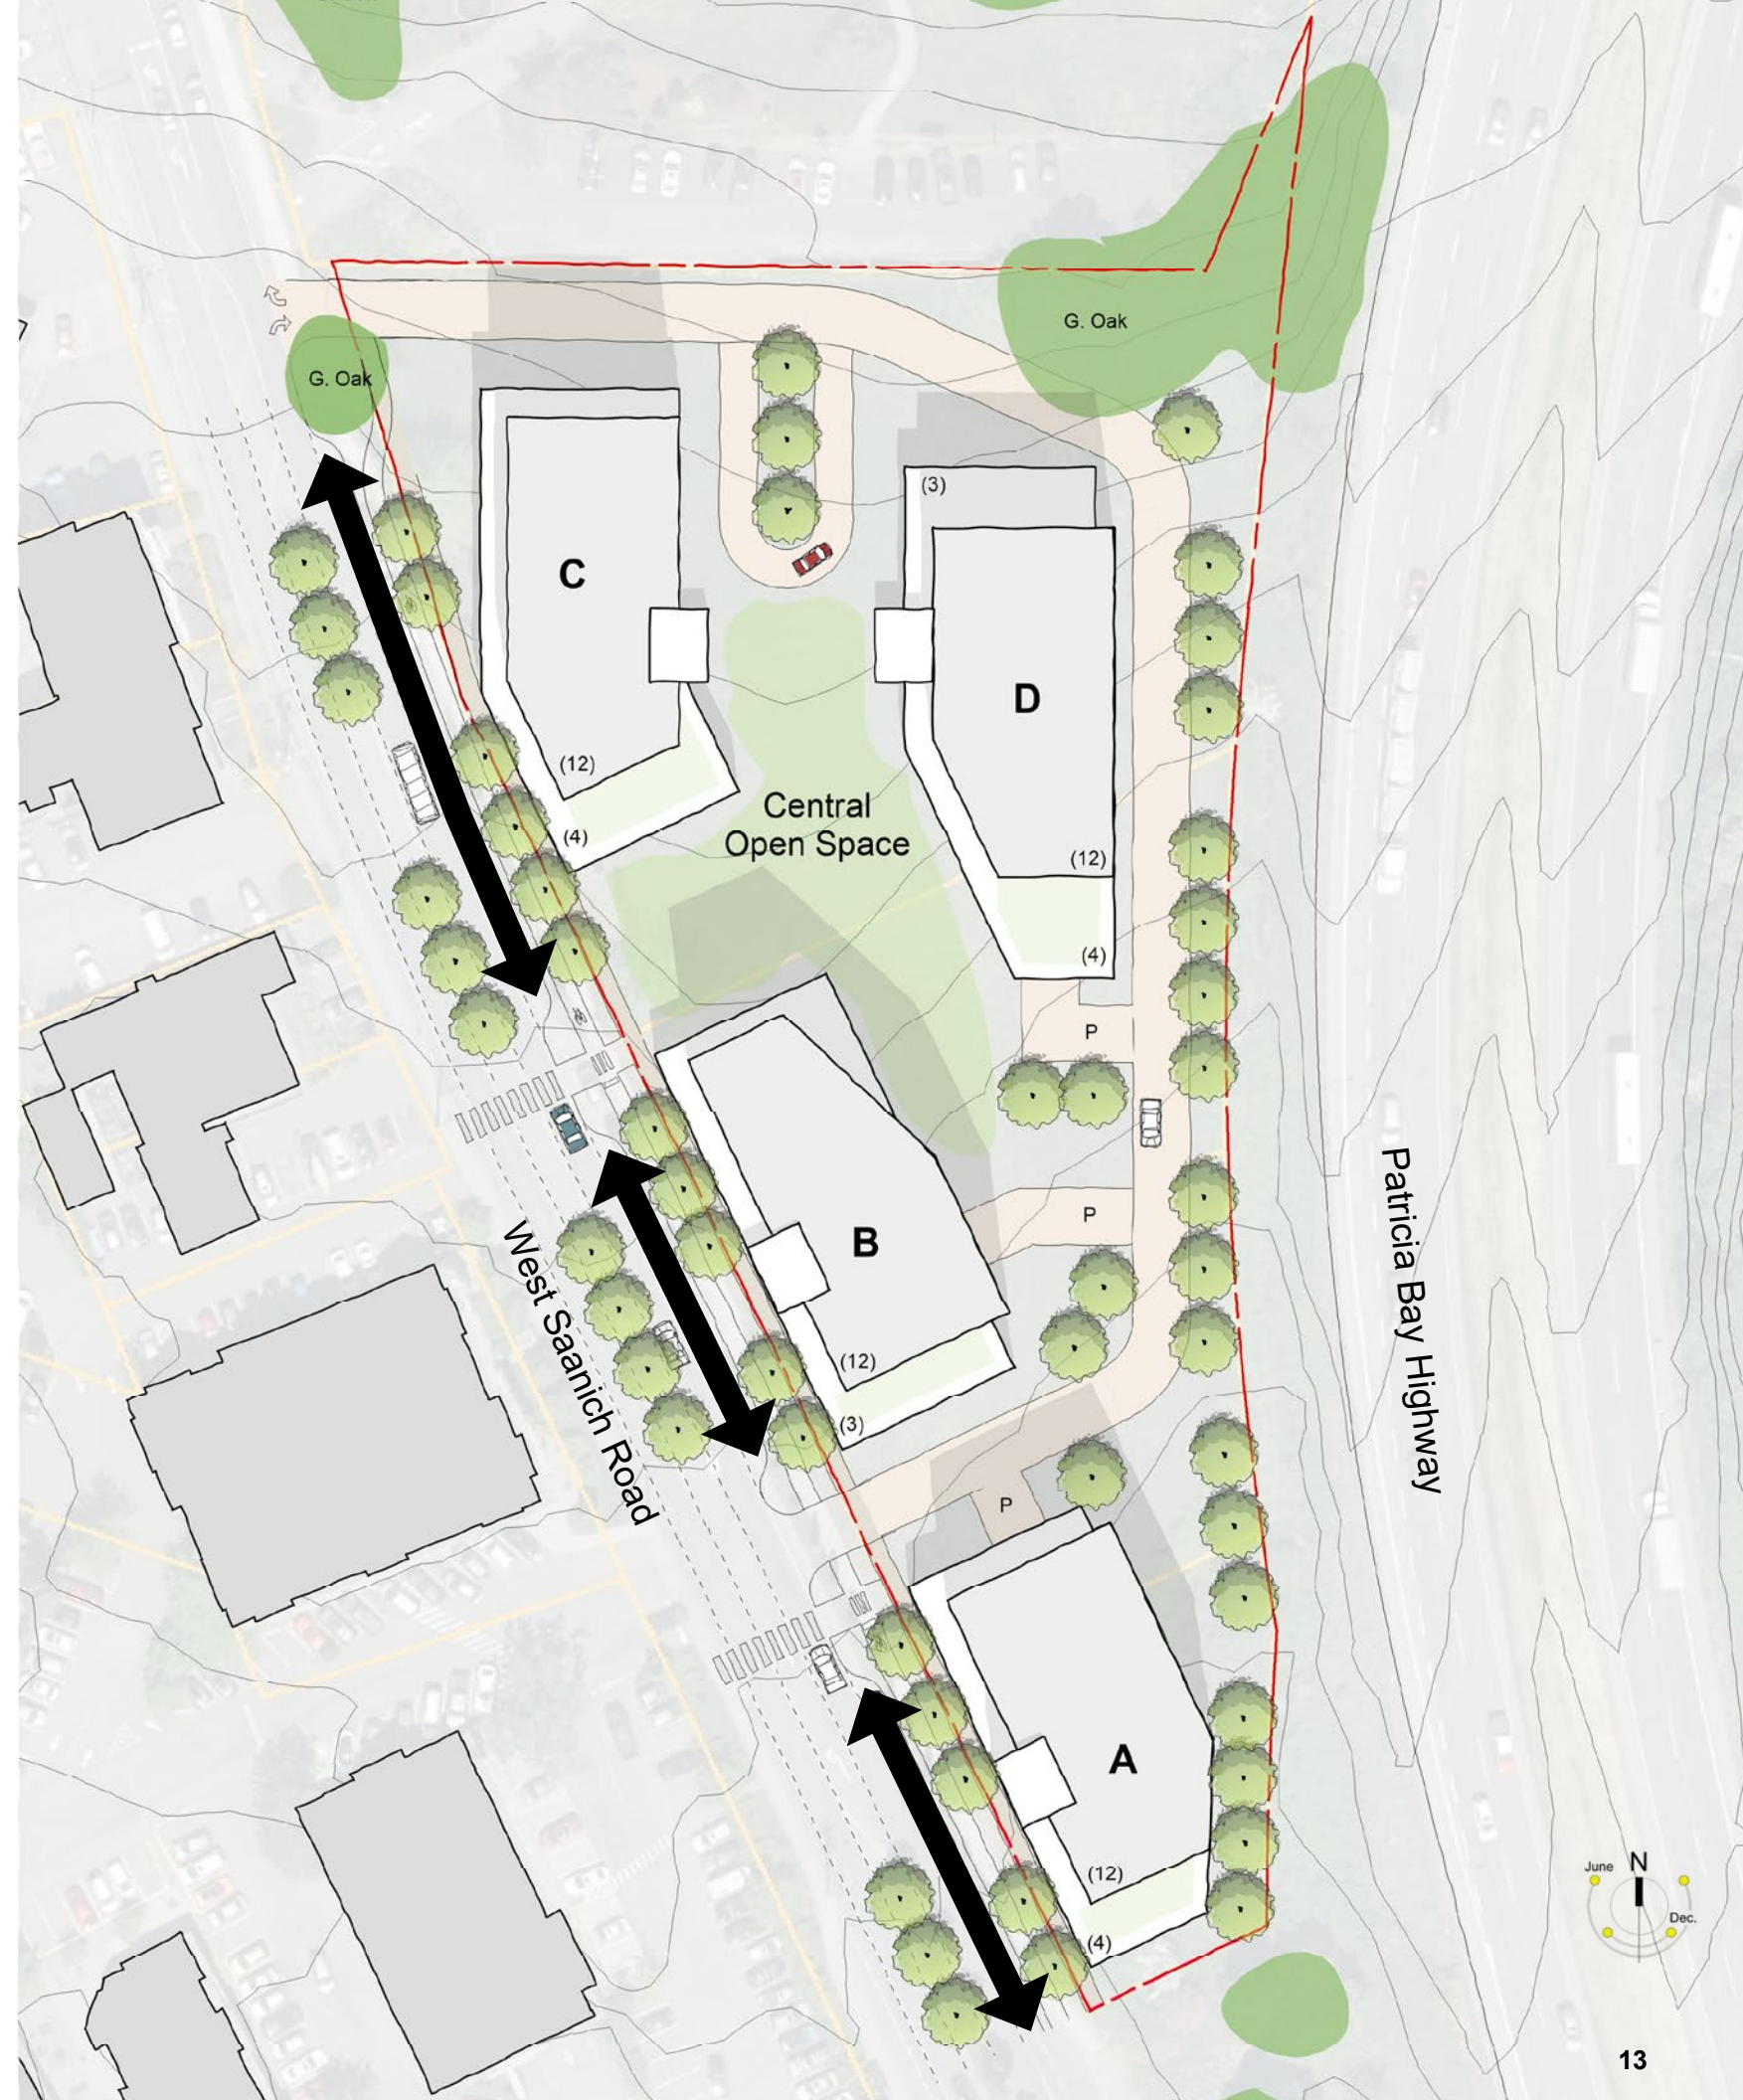 G. Oak
G. Oak
(3)
C
D
(12)
(4)
Central
Open Space
(12)
(4)
P
P
B
West Saanich Road
Patricia Bay Highway
(12)
(3)
P
A
(12)
(4)
June
N
Dec.
13